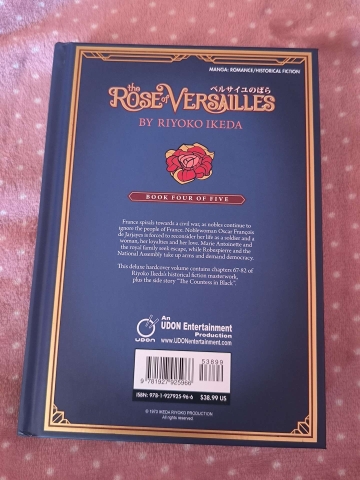 MANGA: ROMANCE/HISTORICAL FICTION
ベルサイユのばら
the ROSE of VERSAILLES
BY RIYOKO IKEDA
BOOK FOUR OF FIVE
France spirals towards a civil war, as nobles continue to
ignore the people of France. Noblewoman Oscar François
de Jarjayes is forced to reconsider her life as a soldier and a
woman, her loyalties and her love. Marie Antoinette and
the royal family seek escape, while Robespierre and the
National Assembly take up arms and demand democracy.
This deluxe hardcover volume contains chapters 67-82 of
Riyoko Ikeda's historical fiction masterwork,
plus the side story "The Countess in Black".
An
UDON Entertainment
Production
www.UDONentertainment.com
UDON
53899
9 781927 925966
ISBN: 978-1-927925-96-6 $38.99 US
© 1972 IKEDA RIYOKO PRODUCTION
All rights reserved